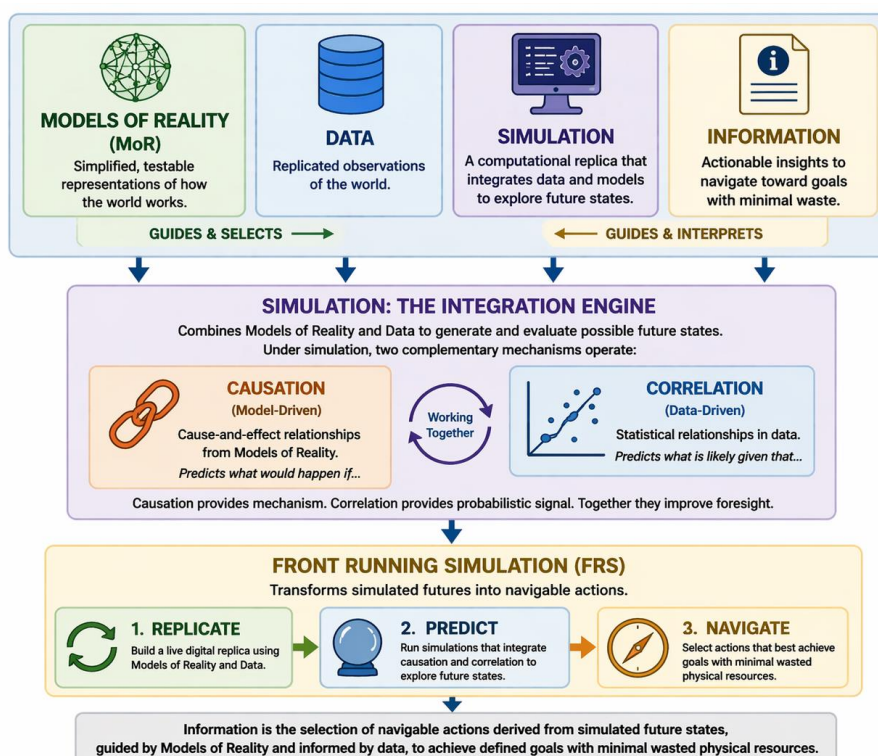 MODELS OF REALITY
(MoR)
Simplified, testable
representations of how
the world works.
DATA
Replicated observations
of the world.
SIMULATION
A computational replica that
integrates data and models
to explore future states.
i
INFORMATION
Actionable insights to
navigate toward goals
with minimal waste.
GUIDES & SELECTS
GUIDES & INTERPRETS
SIMULATION: THE INTEGRATION ENGINE
Combines Models of Reality and Data to generate and evaluate possible future states.
Under simulation, two complementary mechanisms operate:
CAUSATION
(Model-Driven)
Cause-and-effect relationships
from Models of Reality.
Predicts what would happen if...
Working
Together
CORRELATION
(Data-Driven)
Statistical relationships in data.
Predicts what is likely given that...
Causation provides mechanism. Correlation provides probabilistic signal. Together they improve foresight.
FRONT RUNNING SIMULATION (FRS)
Transforms simulated futures into navigable actions.
1. REPLICATE
Build a live digital replica using
Models of Reality and Data.
2. PREDICT
Run simulations that integrate
causation and correlation to
explore future states.
3. NAVIGATE
Select actions that best achieve
goals with minimal wasted
physical resources.
Information is the selection of navigable actions derived from simulated future states,
guided by Models of Reality and informed by data, to achieve defined goals with minimal wasted physical resources.